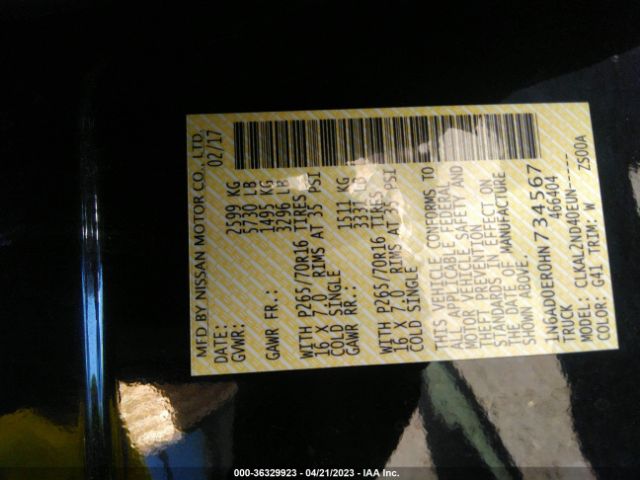 MFD BY NISSAN MOTOR CO., LTD.
DATE: 02/17
GVWR: 2599 KG
5730 LB
GAWR FR.: 1495 KG
3296 LB
WITH P265/70R16 TIRES
16 X 7.0 RIMS AT 35 PSI
COLD SINGLE
GAWR RR.: 1511 KG
3331 LB
WITH P265/70R16 TIRES
16 X 7.0 RIMS AT 35 PSI
COLD SINGLE
THIS VEHICLE CONFORMS TO
ALL APPLICABLE FEDERAL
MOTOR VEHICLE SAFETY AND
THEFT PREVENTION
STANDARDS IN EFFECT ON
THE DATE OF MANUFACTURE
SHOWN ABOVE.
1N6AD0ER0HN734567
TRUCK 466404
MODEL: CLKAL2ND40EUN-----
COLOR: G41 TRIM: W ZS00A
000-36329923 - 04/21/2023 - IAA Inc.